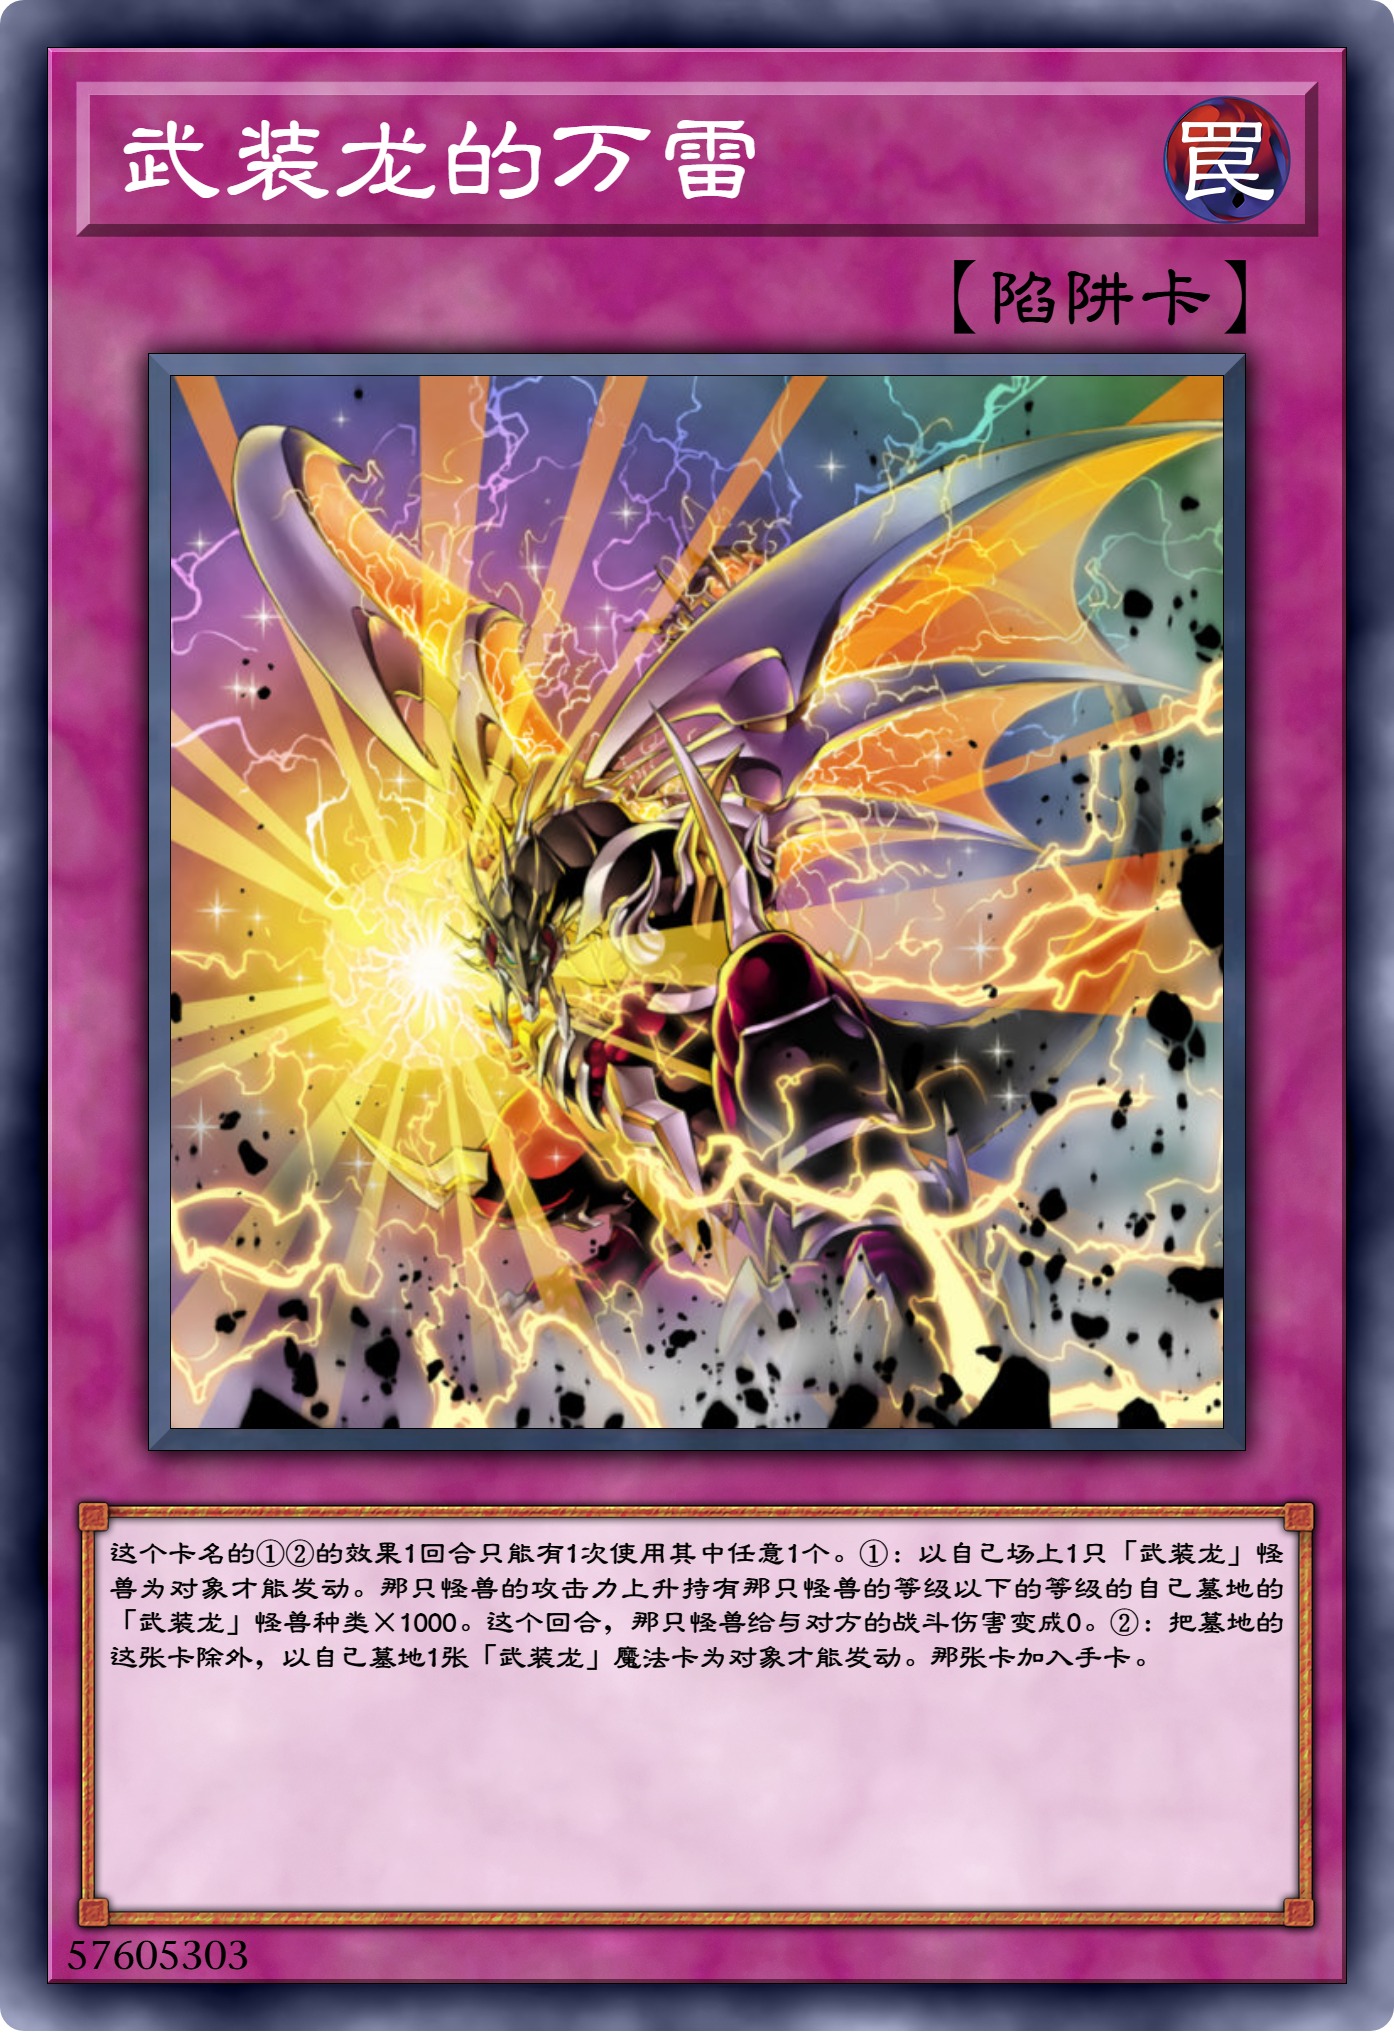 武装龙的万雷
罠
【陷阱卡】
这个卡名的①②的效果1回合只能有1次使用其中任意1个。①：以自己场上1只「武装龙」怪
兽为对象才能发动。那只怪兽的攻击力上升持有那只怪兽的等级以下的等级的自己墓地的
「武装龙」怪兽种类×1000。这个回合，那只怪兽给与对方的战斗伤害变成0。②：把墓地的
这张卡除外，以自己墓地1张「武装龙」魔法卡为对象才能发动。那张卡加入手卡。
57605303